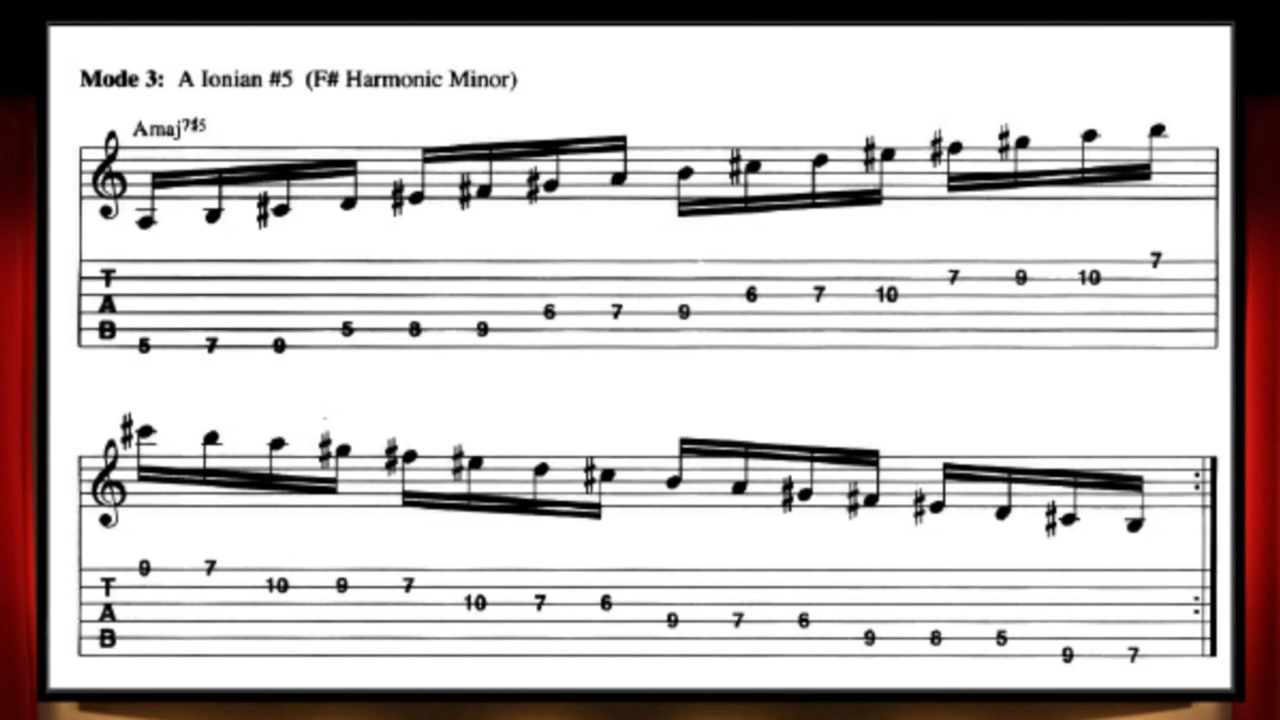 Mode 3: A Ionian #5 (F# Harmonic Minor)
Amaj7#5
T
A
B
7
7 9 10
6 7 10
6 7 9
5 8 9
5 7 9
T
A
B
9 7
10 9 7
10 7 6
9 7 6
9 8 5
9 7